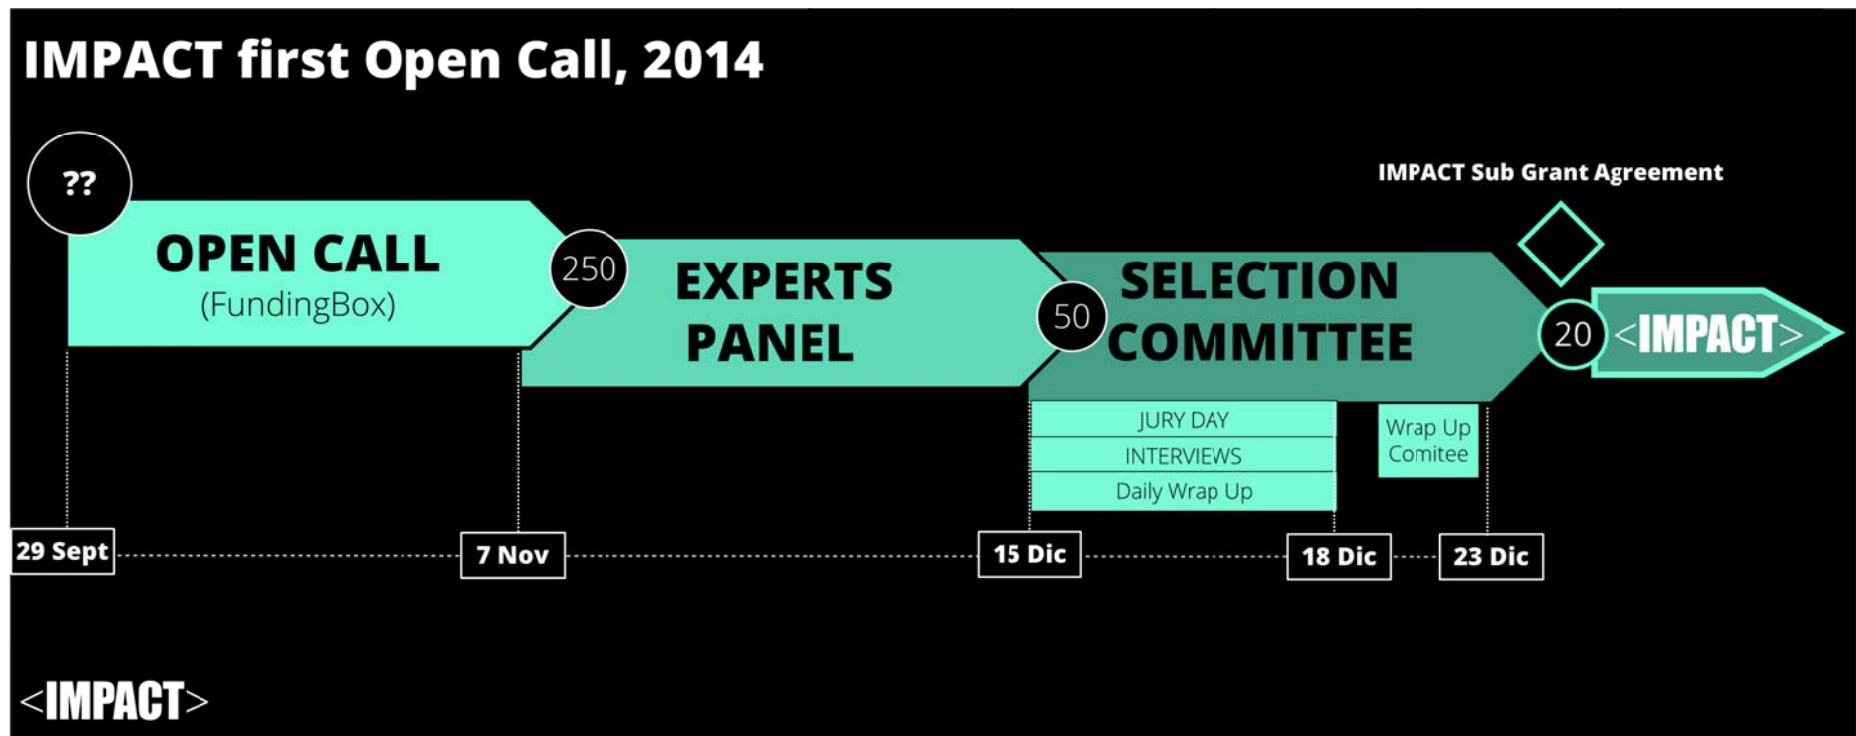 IMPACT first Open Call, 2014
??
IMPACT Sub Grant Agreement
OPEN CALL
(FundingBox)
250
EXPERTS
PANEL
50
SELECTION
COMMITTEE
20
<IMPACT>
JURY DAY
INTERVIEWS
Daily Wrap Up
Wrap Up
Comitee
29 Sept
7 Nov
15 Dic
18 Dic
23 Dic
<IMPACT>